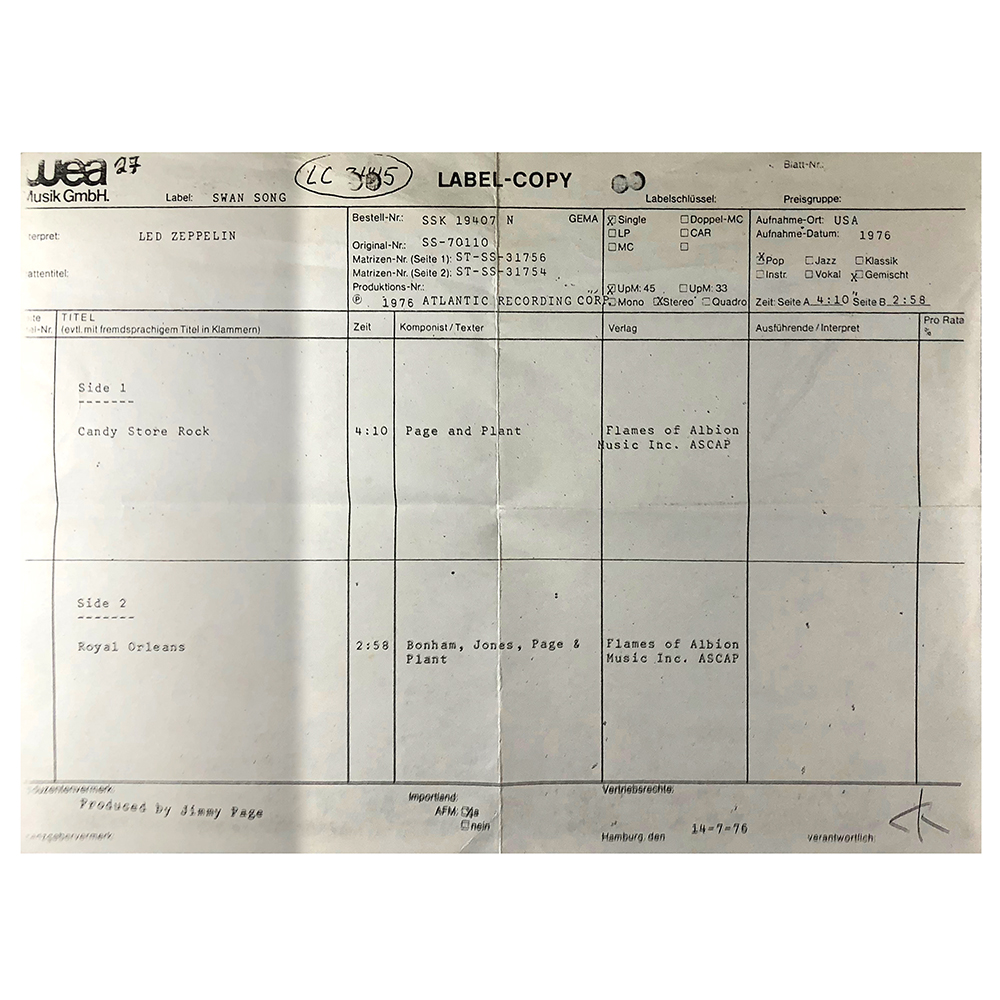 wea 27
Musik GmbH.
Label: SWAN SONG
LC 3445
LABEL-COPY
Blatt-Nr.:
Labelschlüssel:
Preisgruppe:
erpret: LED ZEPPELIN
attentitel:
Bestell-Nr.: SSK 19407 N GEMA
Original-Nr.: SS-70110
Matrizen-Nr. (Seite 1): ST-SS-31756
Matrizen-Nr. (Seite 2): ST-SS-31754
Produktions-Nr.:
℗ 1976 ATLANTIC RECORDING CORP.
☒Single ☐Doppel-MC
☐LP ☐CAR
☐MC ☐
☒UpM: 45 ☐UpM: 33
☐Mono ☒Stereo ☐Quadro
Aufnahme-Ort: USA
Aufnahme-Datum: 1976
☒Pop ☐Jazz ☐Klassik
☐Instr. ☐Vokal ☒Gemischt
Zeit: Seite A 4:10" Seite B 2:58
TITEL
(evtl. mit fremdsprachigem Titel in Klammern)
Zeit
Komponist/Texter
Verlag
Ausführende/Interpret
Pro Rata
%
Side 1
-------
Candy Store Rock 4:10 Page and Plant Flames of Albion
Music Inc. ASCAP
Side 2
-------
Royal Orleans 2:58 Bonham, Jones, Page & Flames of Albion
Plant Music Inc. ASCAP
Produced by Jimmy Page
Importland:
AFM: ☒Ja
☐nein
Vertriebsrechte:
Hamburg, den 14-7-76
verantwortlich: